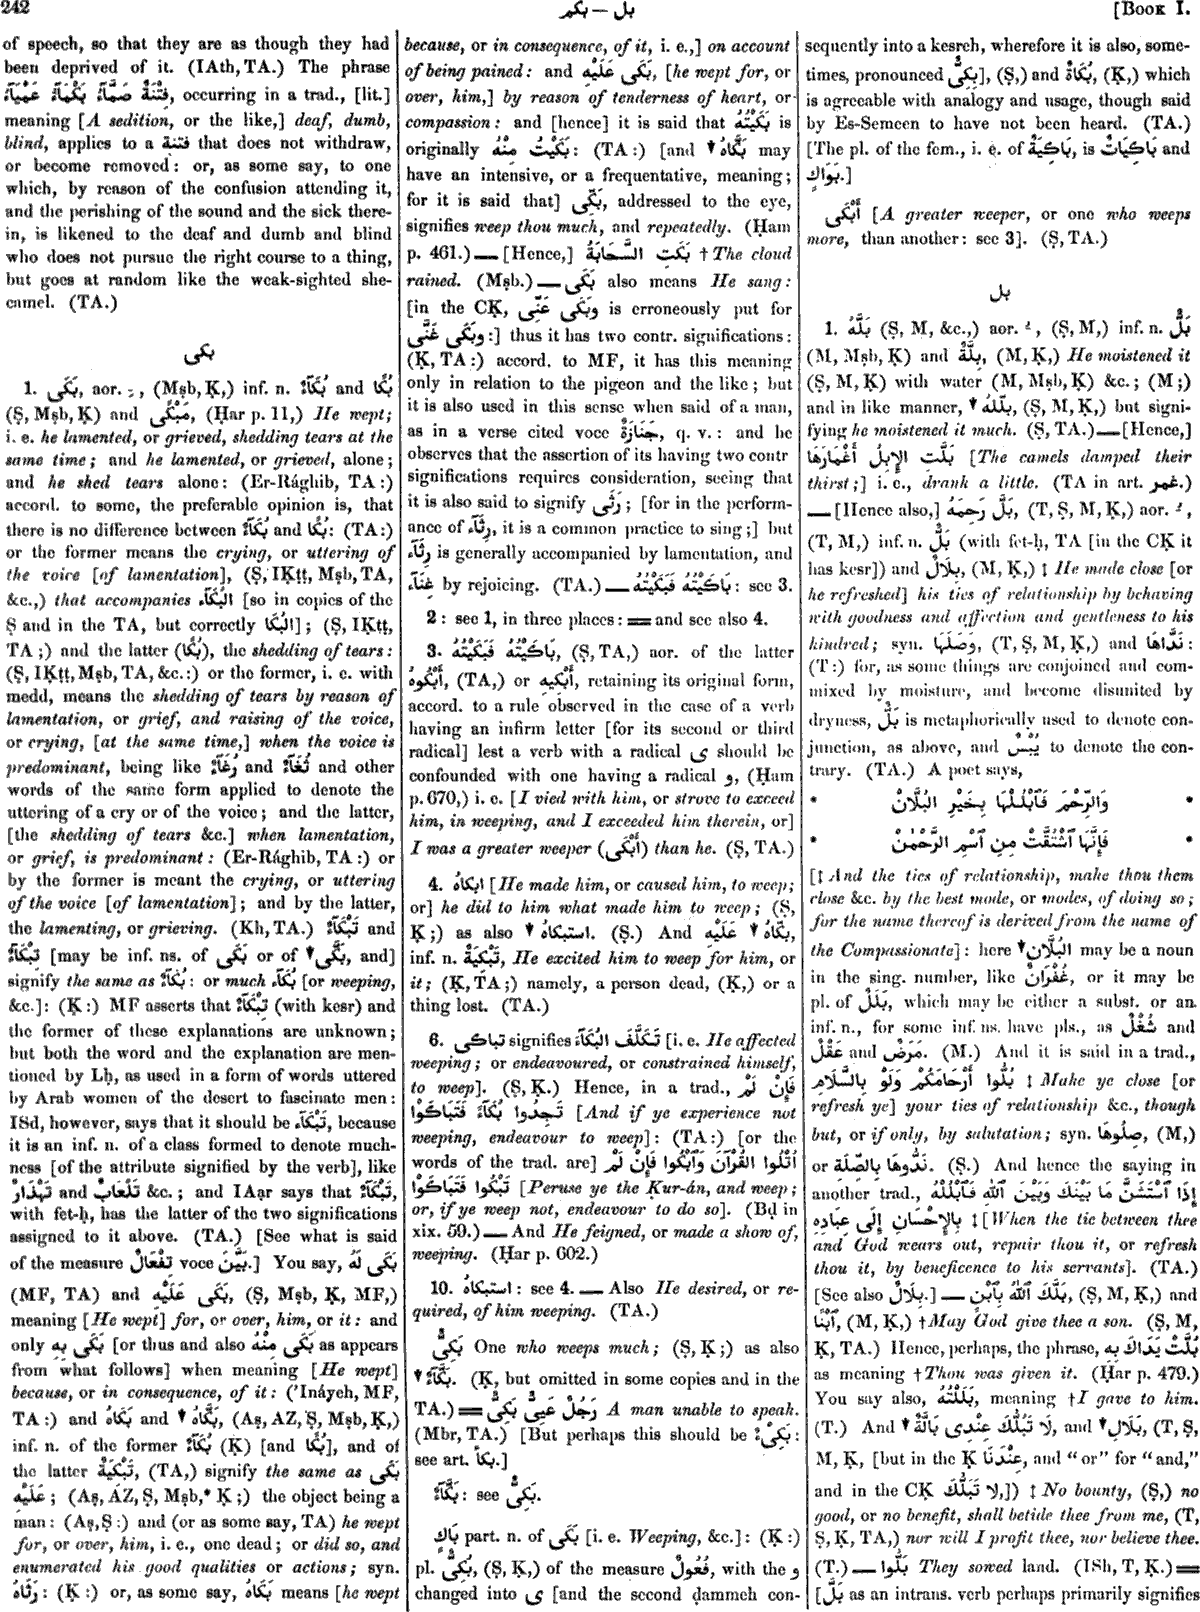 242
بل — بكم
[Book I.
of speech, so that they are as though they had
been deprived of it. (IAth, TA.) The phrase
فِتْنَةٌ صَمَّآءُ بَكْمَآءُ عَمْيَآءُ, occurring in a trad., [lit.]
meaning [A sedition, or the like,] deaf, dumb,
blind, applies to a فتنة that does not withdraw,
or become removed: or, as some say, to one
which, by reason of the confusion attending it,
and the perishing of the sound and the sick there-
in, is likened to the deaf and dumb and blind
who does not pursue the right course to a thing,
but goes at random like the weak-sighted she-
camel. (TA.)
بكى
1. بَكَى, aor. ـِ, (Mṣb, Ḳ,) inf. n. بُكَآءٌ and بُكًا
(Ṣ, Mṣb, Ḳ) and مَبْكًى, (Ḥar p. 11,) He wept;
i. e. he lamented, or grieved, shedding tears at the
same time; and he lamented, or grieved, alone;
and he shed tears alone: (Er-Rághib, TA:)
accord. to some, the preferable opinion is, that
there is no difference between بُكَآءٌ and بُكًا: (TA:)
or the former means the crying, or uttering of
the voice [of lamentation], (Ṣ, IḲṭṭ, Mṣb, TA,
&c.,) that accompanies البُكَآء [so in copies of the
Ṣ and in the TA, but correctly البُكَا]; (Ṣ, IḲṭṭ,
TA;) and the latter (بُكًا), the shedding of tears:
(Ṣ, IḲṭṭ, Mṣb, TA, &c.:) or the former, i. e. with
medd, means the shedding of tears by reason of
lamentation, or grief, and raising of the voice,
or crying, [at the same time,] when the voice is
predominant, being like رُغَآءٌ and ثُغَآءٌ and other
words of the same form applied to denote the
uttering of a cry or of the voice; and the latter,
[the shedding of tears &c.] when lamentation,
or grief, is predominant: (Er-Rághib, TA:) or
by the former is meant the crying, or uttering
of the voice [of lamentation]; and by the latter,
the lamenting, or grieving. (Kh, TA.) تَبْكَآءٌ and
تِبْكَآءٌ [may be inf. ns. of بَكَى or of ▾ بَكَّى, and]
signify the same as بُكَآءٌ: or much بُكَآء [or weeping,
&c.]: (Ḳ:) MF asserts that تِبْكَآءٌ (with kesr) and
the former of these explanations are unknown;
but both the word and the explanation are men-
tioned by Lḥ, as used in a form of words uttered
by Arab women of the desert to fascinate men:
ISd, however, says that it should be تَبْكَآء, because
it is an inf. n. of a class formed to denote much-
ness [of the attribute signified by the verb], like
تَهْذَارٌ and تَلْعَابٌ &c.; and IAạr says that تَبْكَآءٌ,
with fet-ḥ, has the latter of the two significations
assigned to it above. (TA.) [See what is said
of the measure تَفْعَالٌ voce بَيَّنَ.] You say, بَكَى لَهُ
(MF, TA) and بَكَى عَلَيْهِ, (Ṣ, Mṣb, Ḳ, MF,)
meaning [He wept] for, or over, him, or it: and
only بَكَى بِهِ [or thus and also بَكَى مِنْهُ as appears
from what follows] when meaning [He wept]
because, or in consequence, of it: ('Ináyeh, MF,
TA:) and بَكَاهُ and ▾ بَكَّاهُ, (Aṣ, AZ, Ṣ, Mṣb, Ḳ,)
inf. n. of the former بُكَآءٌ (Ḳ) [and بُكًا], and of
the latter تَبْكِيَةٌ, (TA,) signify the same as بَكَى
عَلَيْهِ; (Aṣ, AZ, Ṣ, Mṣb,* Ḳ;) the object being a
man: (Aṣ, Ṣ:) and (or as some say, TA) he wept
for, or over, him, i. e., one dead; or did so, and
enumerated his good qualities or actions; syn.
رَثَاهُ: (Ḳ:) or, as some say, بَكَاهُ means [he wept
because, or in consequence, of it, i. e.,] on account
of being pained: and بَكَى عَلَيْهِ, [he wept for, or
over, him,] by reason of tenderness of heart, or
compassion: and [hence] it is said that بَكَيْتُهُ is
originally بَكَيْتُ مِنْهُ: (TA:) [and ▾ بَكَّاهُ may
have an intensive, or a frequentative, meaning;
for it is said that] بَكِّى, addressed to the eye,
signifies weep thou much, and repeatedly. (Ḥam
p. 461.) — [Hence,] بَكَتِ السَّحَابَةُ † The cloud
rained. (Mṣb.) — بَكَى also means He sang:
[in the CḲ, وَبَكَى عَنِّى is erroneously put for
وَبَكَى غَنَّى:] thus it has two contr. significations:
(Ḳ, TA:) accord. to MF, it has this meaning
only in relation to the pigeon and the like; but
it is also used in this sense when said of a man,
as in a verse cited voce جَنَازَةٌ, q. v.: and he
observes that the assertion of its having two contr
significations requires consideration, seeing that
it is also said to signify رَثَى; [for in the perform-
ance of رِثَآء, it is a common practice to sing;] but
رِثَآء is generally accompanied by lamentation, and
غِنَآء by rejoicing. (TA.) — بَاكَيْتُهُ فَبَكَيْتُهُ: see 3.
2: see 1, in three places: = and see also 4.
3. بَاكَيْتُهُ فَبَكَيْتُهُ, (Ṣ, TA,) aor. of the latter
أَبْكُوهُ, (TA,) or أَبْكِيهِ, retaining its original form,
accord. to a rule observed in the case of a verb
having an infirm letter [for its second or third
radical] lest a verb with a radical ى should be
confounded with one having a radical و, (Ḥam
p. 670,) i. e. [I vied with him, or strove to exceed
him, in weeping, and I exceeded him therein, or]
I was a greater weeper (أَبْكَى) than he. (Ṣ, TA.)
4. ابكاهُ [He made him, or caused him, to weep;
or] he did to him what made him to weep; (Ṣ,
Ḳ;) as also ▾ استبكاهُ. (Ṣ.) And ▾ بَكَّاهُ عَلَيْهِ,
inf. n. تَبْكِيَةٌ, He excited him to weep for him, or
it; (Ḳ, TA;) namely, a person dead, (Ḳ,) or a
thing lost. (TA.)
6. تباكى signifies تَكَلَّفَ البُكَآءَ [i. e. He affected
weeping; or endeavoured, or constrained himself,
to weep]. (Ṣ, Ḳ.) Hence, in a trad., فَإِنْ لَمْ
تَجِدُوا بُكَآءً فَتَبَاكَوْا [And if ye experience not
weeping, endeavour to weep]: (TA:) [or the
words of the trad. are] اُتْلُوا القُرْآنَ وَٱبْكُوا فَإِنْ لَمْ
تَبْكُوا فَتَبَاكَوْا [Peruse ye the Ḳur-án, and weep;
or, if ye weep not, endeavour to do so]. (Bḍ in
xix. 59.) — And He feigned, or made a show of,
weeping. (Ḥar p. 602.)
10. استبكاهُ: see 4. — Also He desired, or re-
quired, of him weeping. (TA.)
بَكِىٌّ One who weeps much; (Ṣ, Ḳ;) as also
▾ بَكَّآءٌ. (Ḳ, but omitted in some copies and in the
TA.) = رَجُلٌ عَيِىٌّ بَكِىٌّ A man unable to speak.
(Mbr, TA.) [But perhaps this should be بَكِىْءٌ:
see art. بكأ.]
بَكَّآءٌ: see بَكِىٌّ.
بَاكٍ part. n. of بَكَى [i. e. Weeping, &c.]: (Ḳ:)
pl. بُكِىٌّ, (Ṣ, Ḳ,) of the measure فُعُولٌ, with the و
changed into ى [and the second ḍammeh con-
sequently into a kesreh, wherefore it is also, some-
times, pronounced بِكِىٌّ], (Ṣ,) and بُكَاةٌ, (Ḳ,) which
is agreeable with analogy and usage, though said
by Es-Semeen to have not been heard. (TA.)
[The pl. of the fem., i. e. of بَاكِيَةٌ, is بَاكِيَاتٌ and
بَوَاكٍ.]
أَبْكَى [A greater weeper, or one who weeps
more, than another: see 3]. (Ṣ, TA.)
بل
1. بَلَّهُ (Ṣ, M, &c.,) aor. ـُ, (Ṣ, M,) inf. n. بَلٌّ
(M, Mṣb, Ḳ) and بَلَّةٌ, (M, Ḳ,) He moistened it
(Ṣ, M, Ḳ) with water (M, Mṣb, Ḳ) &c.; (M;)
and in like manner, ▾ بلّلهُ, (Ṣ, M, Ḳ,) but signi-
fying he moistened it much. (Ṣ, TA.) — [Hence,]
بَلَّتِ الإِبِلُ أَغْمَارَهَا [The camels damped their
thirst;] i. e., drank a little. (TA in art. غمر.)
— [Hence also,] بَلَّ رَحِمَهُ, (T, Ṣ, M, Ḳ,) aor. ـُ,
(T, M,) inf. n. بَلٌّ (with fet-ḥ, TA [in the CḲ it
has kesr]) and بِلَالٌ, (M, Ḳ,) ‡ He made close [or
he refreshed] his ties of relationship by behaving
with goodness and affection and gentleness to his
kindred; syn. وَصَلَهَا, (T, Ṣ, M, Ḳ,) and نَدَّاهَا:
(T:) for, as some things are conjoined and com-
mixed by moisture, and become disunited by
dryness, بَلٌّ is metaphorically used to denote con-
junction, as above, and يُبْسٌ to denote the con-
trary. (TA.) A poet says,
* وَالرِّحْمَ فَٱبْلُلْهَا بِخَيْرِ البُلَّانْ *
* فَإِنَّهَا ٱشْتُقَّتْ مِنِ ٱسْمِ الرَّحْمٰنْ *
[‡ And the ties of relationship, make thou them
close &c. by the best mode, or modes, of doing so;
for the name thereof is derived from the name of
the Compassionate]: here ▾ البُلَّان may be a noun
in the sing. number, like غُفْرَانٌ, or it may be
pl. of بَلَلٌ, which may be either a subst. or an
inf. n., for some inf. ns. have pls., as شُغْلٌ and
عَقْلٌ and مَرَضٌ. (M.) And it is said in a trad.,
بُلُّوا أَرْحَامَكُمْ وَلَوْ بِالسَّلَامِ ‡ Make ye close [or
refresh ye] your ties of relationship &c., though
but, or if only, by salutation; syn. صِلُوهَا, (M,)
or نَدُّوهَا بِالصِّلَةِ. (Ṣ.) And hence the saying in
another trad., إِذَا ٱسْتَشَنَّ مَا بَيْنَكَ وَبَيْنَ ٱللّٰهِ فَٱبْلُلْهُ
بِالإِحْسَانِ إِلَى عِبَادِهِ ‡ [When the tie between thee
and God wears out, repair thou it, or refresh
thou it, by beneficence to his servants]. (TA.)
[See also بِلَالٌ.] — بَلَّكَ ٱللّٰهُ بِٱبْنٍ, (Ṣ, M, Ḳ,) and
ٱبْنًا, (M, Ḳ,) † May God give thee a son. (Ṣ, M,
Ḳ, TA.) Hence, perhaps, the phrase, بُلَّتْ يَدَاكَ بِهِ
as meaning † Thou was given it. (Ḥar p. 479.)
You say also, بَلَلْتُهُ, meaning † I gave to him.
(T.) And ▾ لَا تَبُلُّكَ عِنْدِى بَالَّةٌ, and ▾ بَلَالِ, (T, Ṣ,
M, Ḳ, [but in the Ḳ عِنْدَنَا, and “or” for “and,”
and in the CḲ لا تَبَلُّكَ,]) ‡ No bounty, (Ṣ,) no
good, or no benefit, shall betide thee from me, (T,
Ṣ, Ḳ, TA,) nor will I profit thee, nor believe thee.
(T.) — بَلُّوا They sowed land. (ISh, T, Ḳ.) =
[بَلَّ as an intrans. verb perhaps primarily signifies